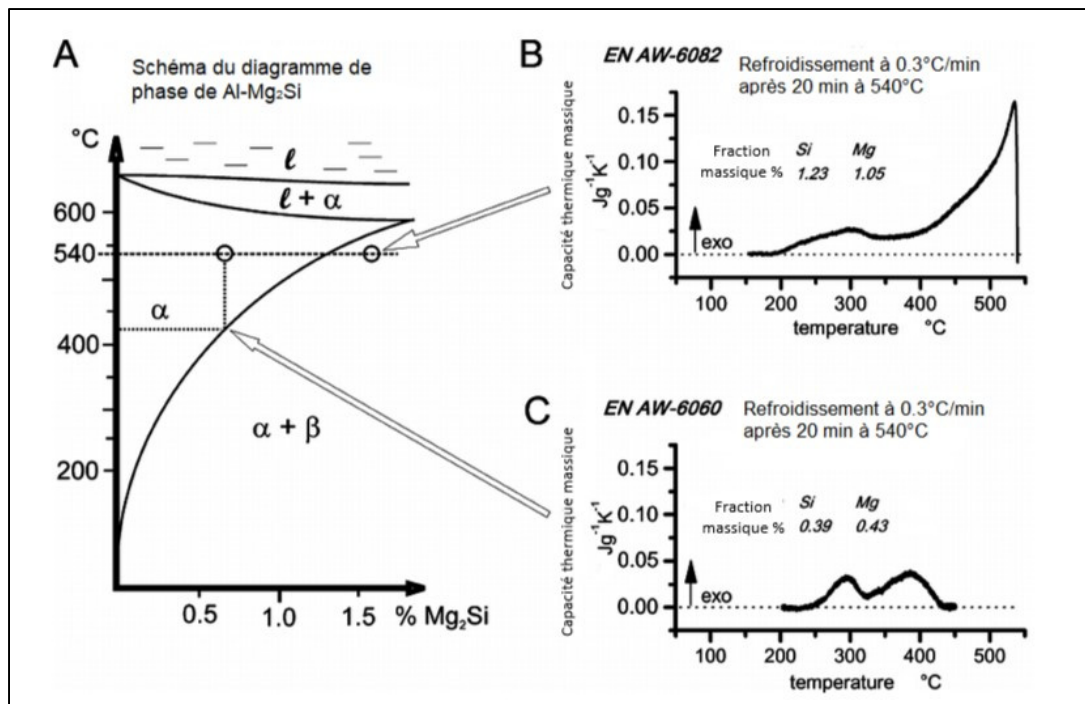 A
Schéma du diagramme de
phase de Al-Mg₂Si
°C
ℓ
ℓ + α
600
540
α
400
α + β
200
0.5 1.0 1.5 % Mg₂Si
B
EN AW-6082
Refroidissement à 0.3°C/min
après 20 min à 540°C
Capacité thermique massique
Jg⁻¹K⁻¹
0.15
0.10
0.05
0.00
Fraction
massique %
Si Mg
1.23 1.05
exo
100 200 300 400 500
temperature °C
C
EN AW-6060
Refroidissement à 0.3°C/min
après 20 min à 540°C
Capacité thermique massique
Jg⁻¹K⁻¹
0.15
0.10
0.05
0.00
Fraction
massique %
Si Mg
0.39 0.43
exo
100 200 300 400 500
temperature °C